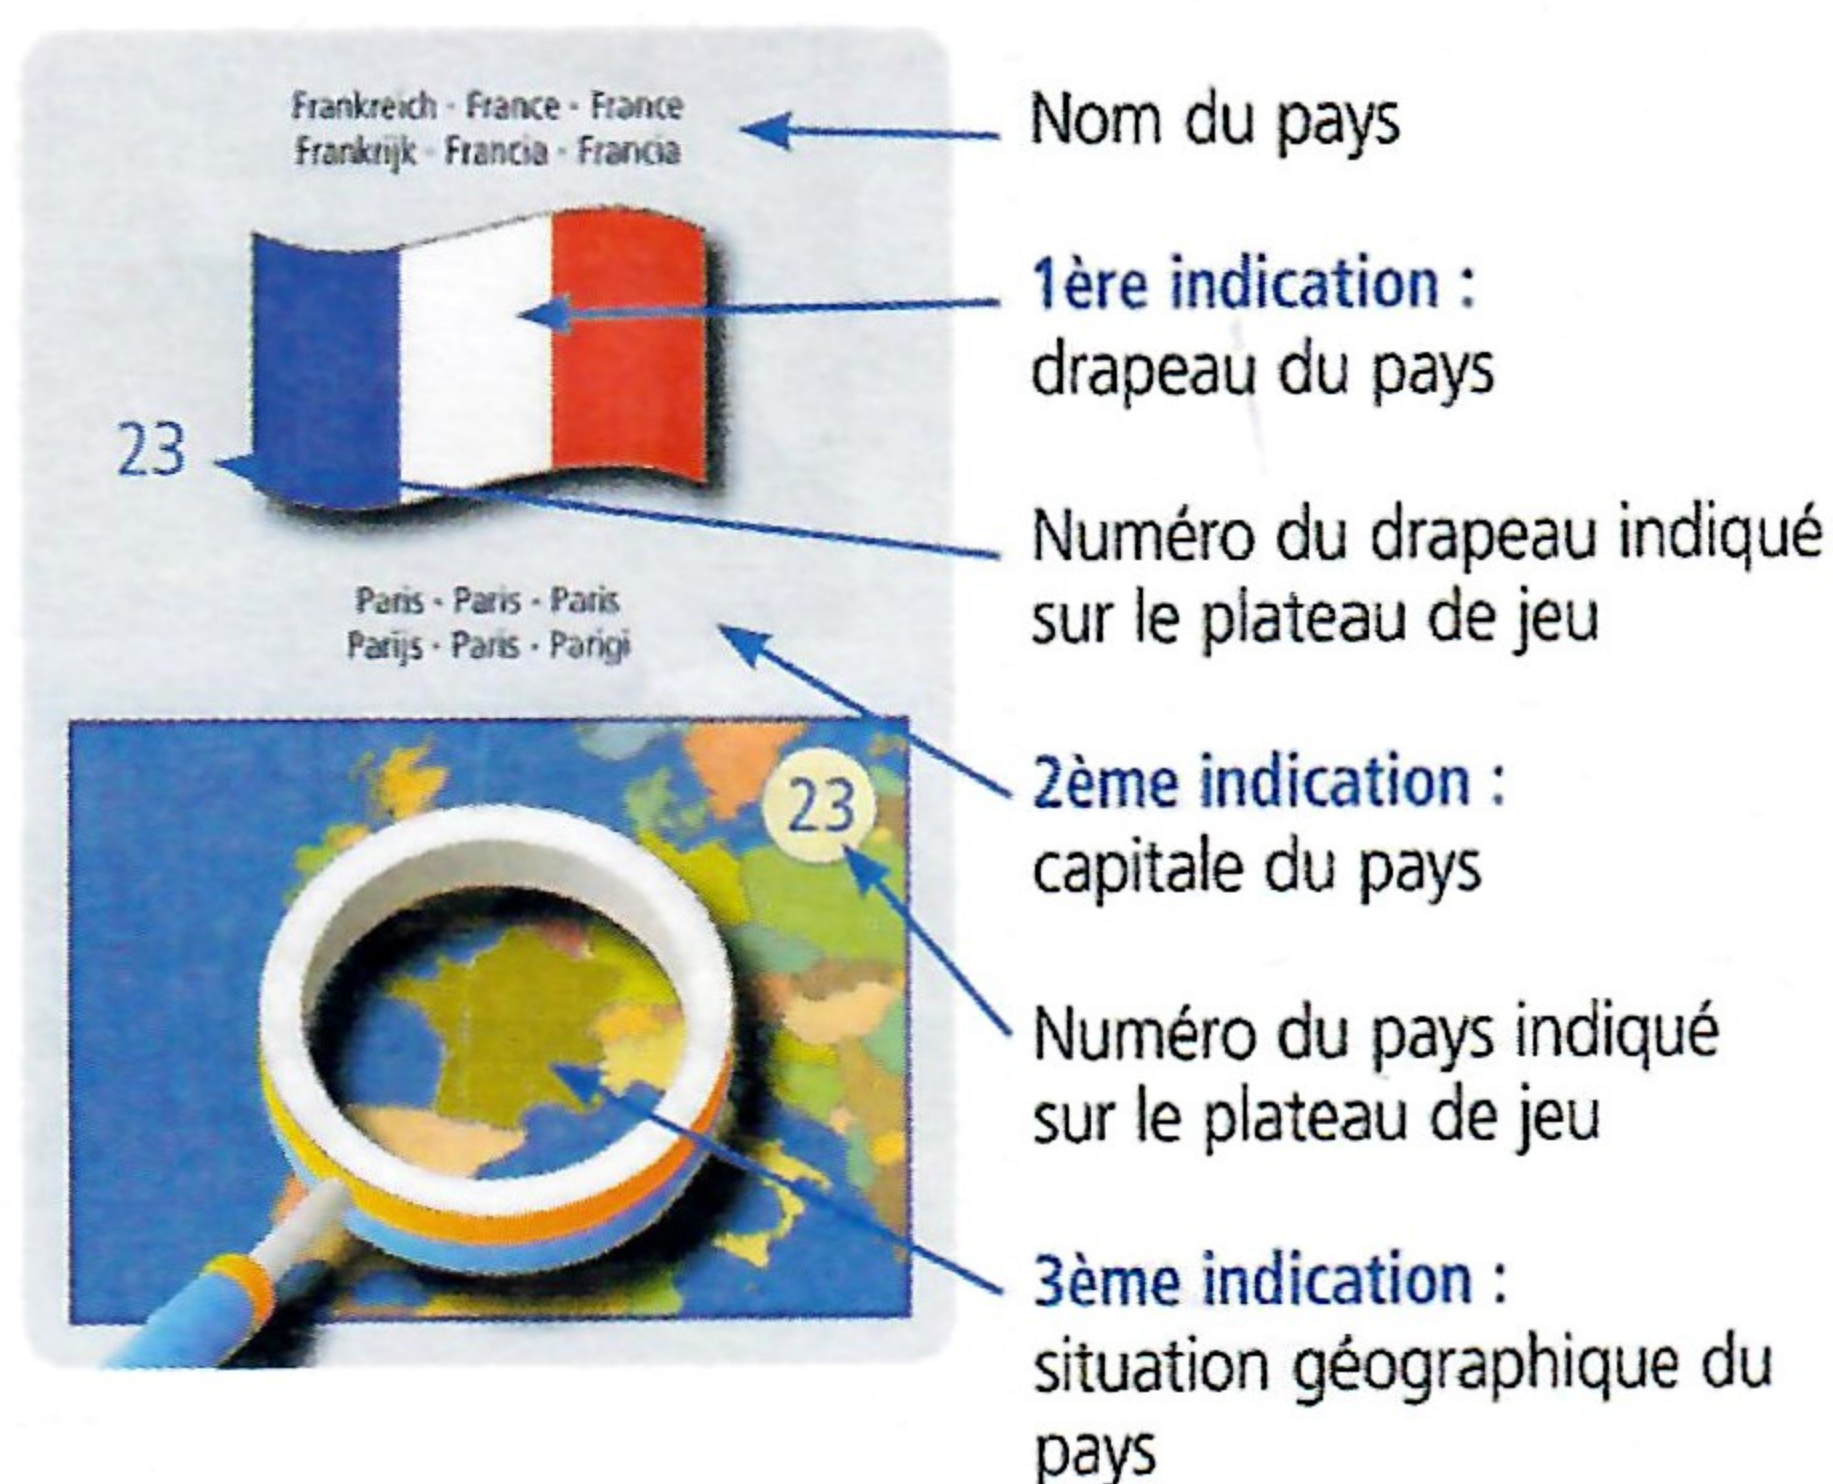 Frankreich - France - France
Frankrijk - Francia - Francia
23
Paris - Paris - Paris
Parijs - Paris - Parigi
23
Nom du pays
1ère indication :
drapeau du pays
Numéro du drapeau indiqué
sur le plateau de jeu
2ème indication :
capitale du pays
Numéro du pays indiqué
sur le plateau de jeu
3ème indication :
situation géographique du
pays